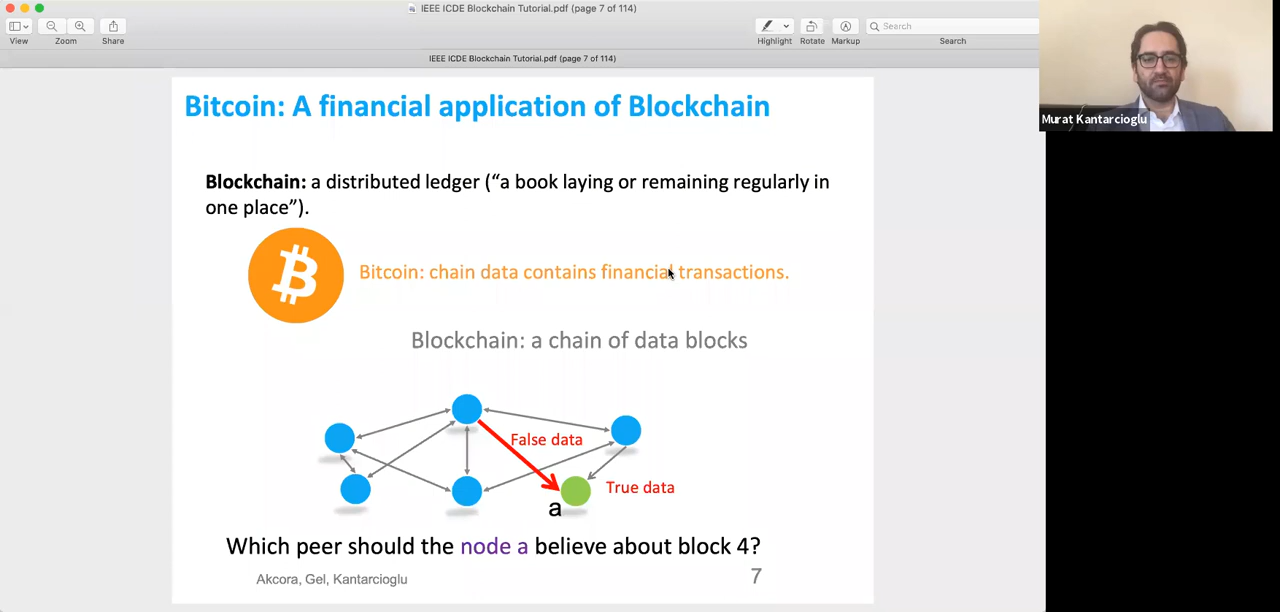 IEEE ICDE Blockchain Tutorial.pdf (page 7 of 114)
View
Zoom
Share
Highlight
Rotate
Markup
Search
Search
IEEE ICDE Blockchain Tutorial.pdf (page 7 of 114)
Murat Kantarcioglu
Bitcoin: A financial application of Blockchain
Blockchain: a distributed ledger (“a book laying or remaining regularly in
one place”).
Bitcoin: chain data contains financial transactions.
Blockchain: a chain of data blocks
False data
True data
a
Which peer should the node a believe about block 4?
Akcora, Gel, Kantarcioglu
7